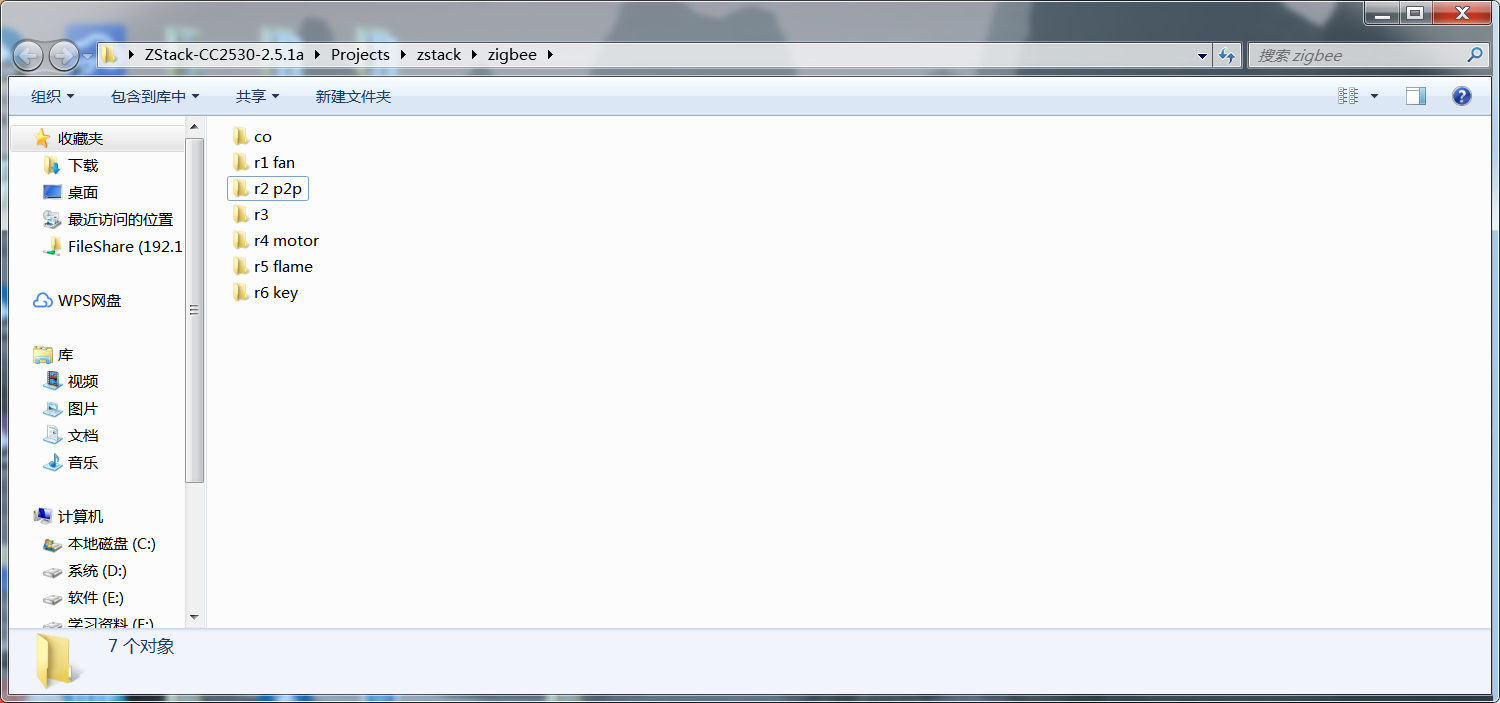 ZStack-CC2530-2.5.1a Projects zstack zigbee
搜索 zigbee
组织 包含到库中 共享 新建文件夹
收藏夹
下载
桌面
最近访问的位置
FileShare (192.1
WPS网盘
库
视频
图片
文档
音乐
计算机
本地磁盘 (C:)
系统 (D:)
软件 (E:)
学习资料 (F:)
co
r1 fan
r2 p2p
r3
r4 motor
r5 flame
r6 key
7 个对象